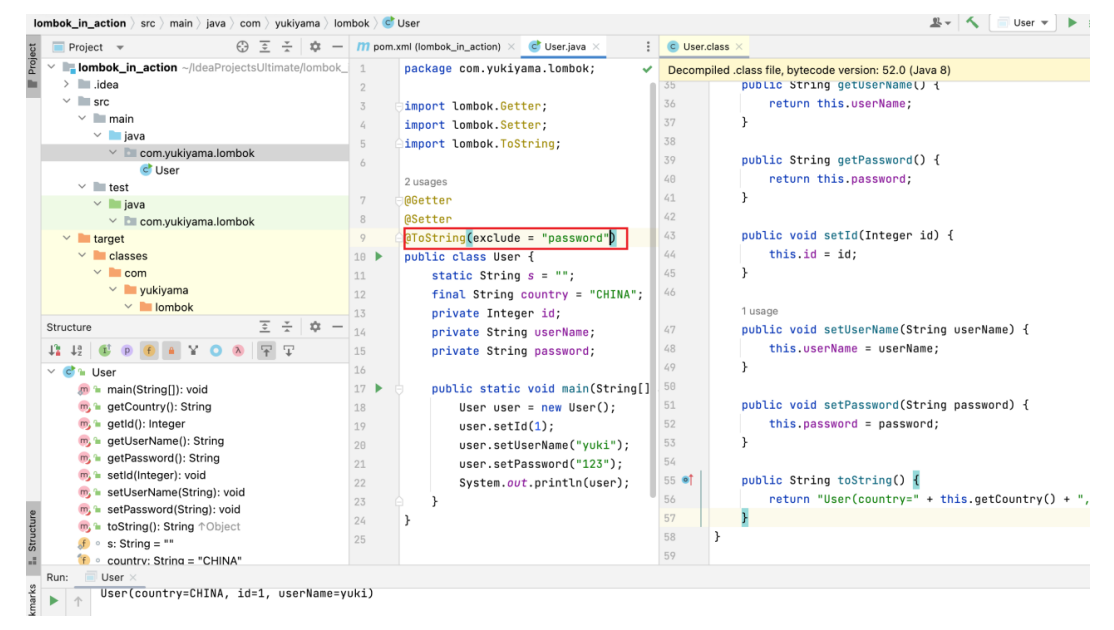 lombok_in_action 〉 src 〉 main 〉 java 〉 com 〉 yukiyama 〉 lombok 〉 User
User
Project
Project
lombok_in_action ~/IdeaProjectsUltimate/lombok_
.idea
src
main
java
com.yukiyama.lombok
User
test
java
com.yukiyama.lombok
target
classes
com
yukiyama
lombok
Structure
User
main(String[]): void
getCountry(): String
getId(): Integer
getUserName(): String
getPassword(): String
setId(Integer): void
setUserName(String): void
setPassword(String): void
toString(): String ↑Object
s: String = ""
country: String = "CHINA"
Structure
kmarks
pom.xml (lombok_in_action)
User.java
1 package com.yukiyama.lombok;
2
3 import lombok.Getter;
4 import lombok.Setter;
5 import lombok.ToString;
6
2 usages
7 @Getter
8 @Setter
9 @ToString(exclude = "password")
10 public class User {
11 static String s = "";
12 final String country = "CHINA";
13 private Integer id;
14 private String userName;
15 private String password;
16
17 public static void main(String[]
18 User user = new User();
19 user.setId(1);
20 user.setUserName("yuki");
21 user.setPassword("123");
22 System.out.println(user);
23 }
24 }
25
User.class
Decompiled .class file, bytecode version: 52.0 (Java 8)
35 public String getUserName() {
36 return this.userName;
37 }
38
39 public String getPassword() {
40 return this.password;
41 }
42
43 public void setId(Integer id) {
44 this.id = id;
45 }
46
1 usage
47 public void setUserName(String userName) {
48 this.userName = userName;
49 }
50
51 public void setPassword(String password) {
52 this.password = password;
53 }
54
55 public String toString() {
56 return "User(country=" + this.getCountry() + ",
57 }
58 }
59
Run: User
User(country=CHINA, id=1, userName=yuki)